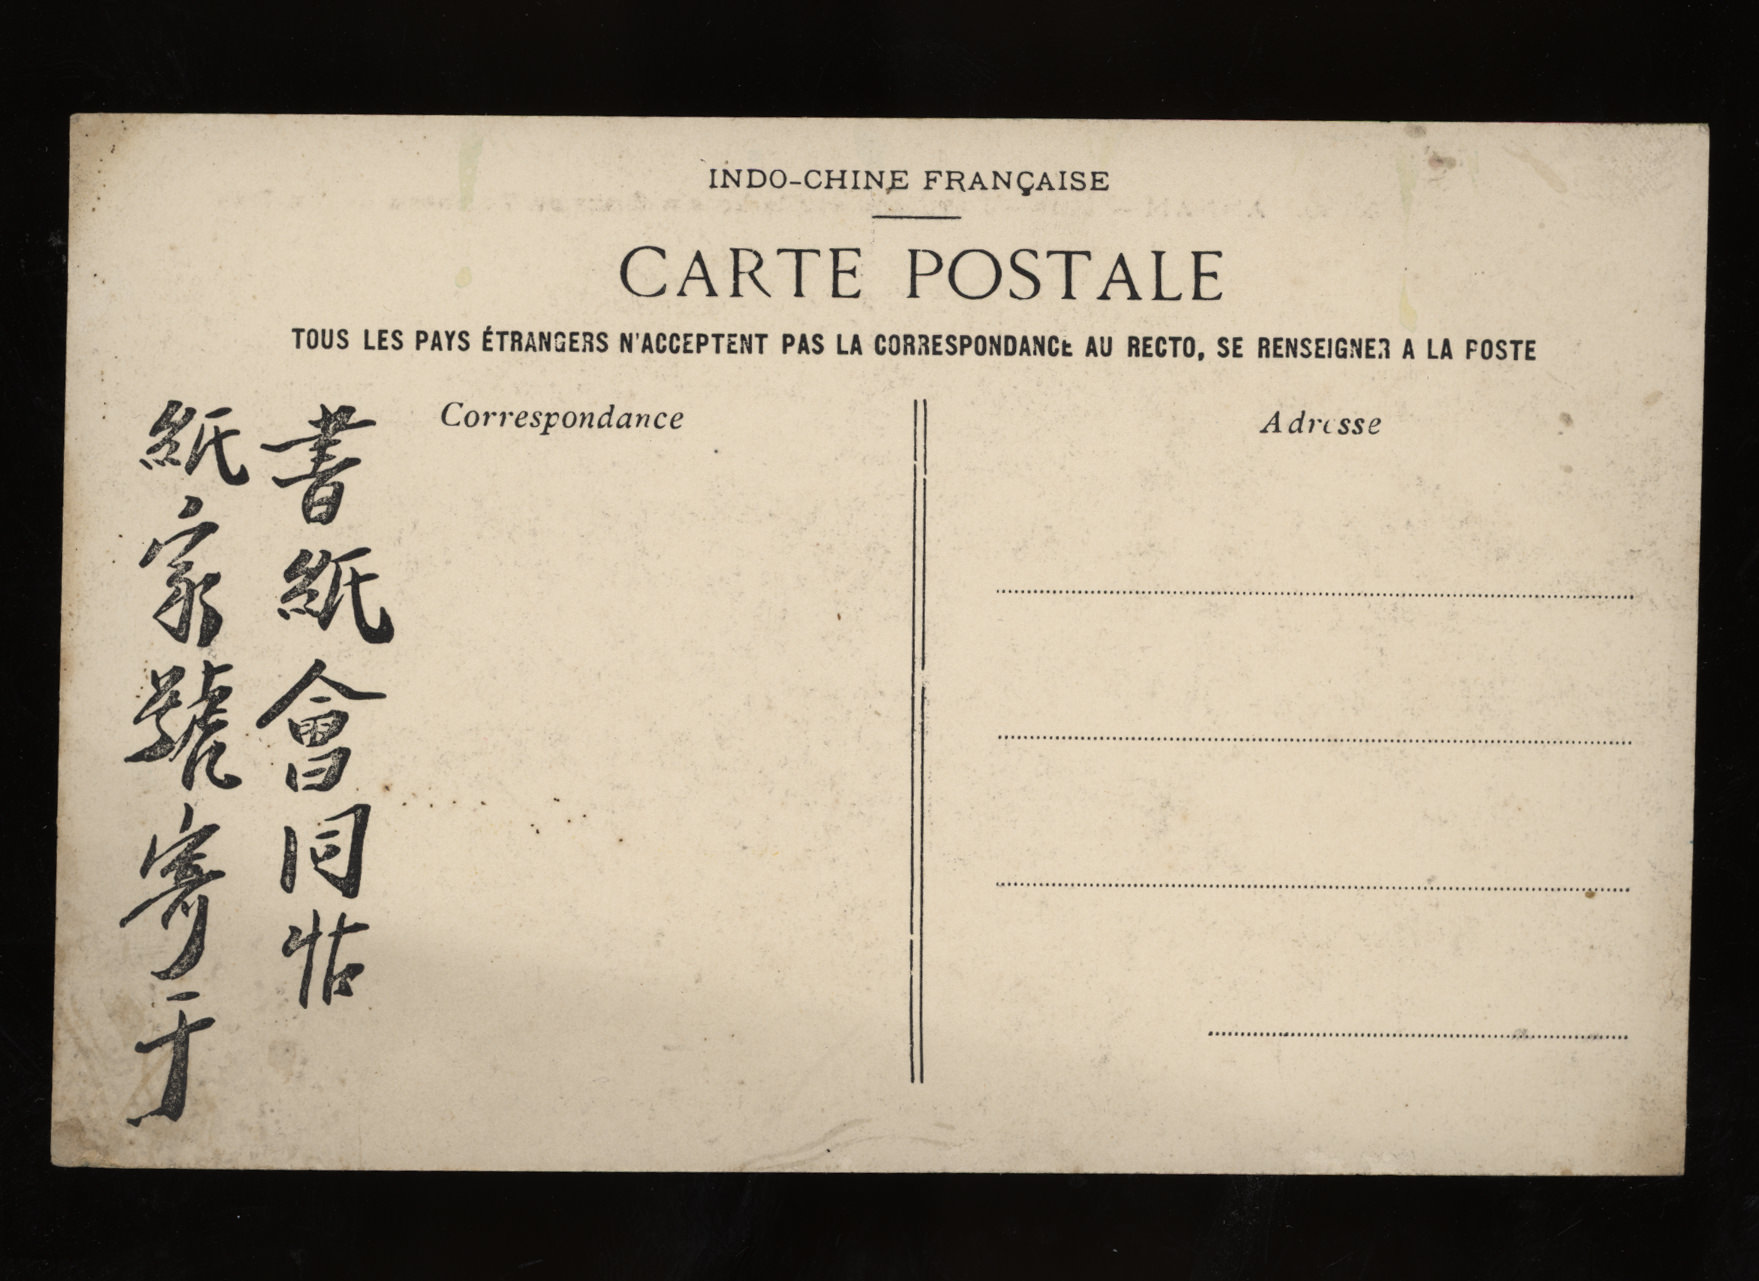 INDO-CHINE FRANÇAISE
CARTE POSTALE
TOUS LES PAYS ÉTRANGERS N'ACCEPTENT PAS LA CORRESPONDANCE AU RECTO, SE RENSEIGNER A LA POSTE
Correspondance
Adresse
書紙會同帖
紙家號寄于